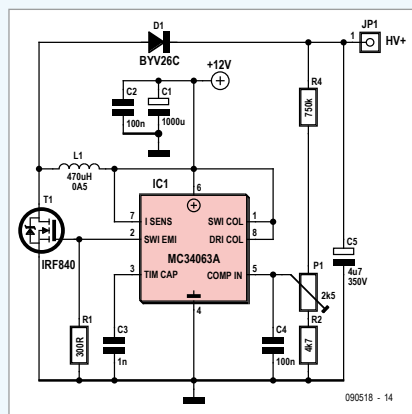 D1
BYV26C
JP1
1
HV+
+12V
C2
100n
C1
1000u
R4
750k
L1
470uH
0A5
IC1
6
T1
IRF840
7
I SENS
SWI COL
1
2
SWI EMI
DRI COL
8
MC34063A
3
TIM CAP
COMP IN
5
4
C5
4u7
350V
P1
2k5
R1
300R
C3
1n
C4
100n
R2
4k7
090518 - 14